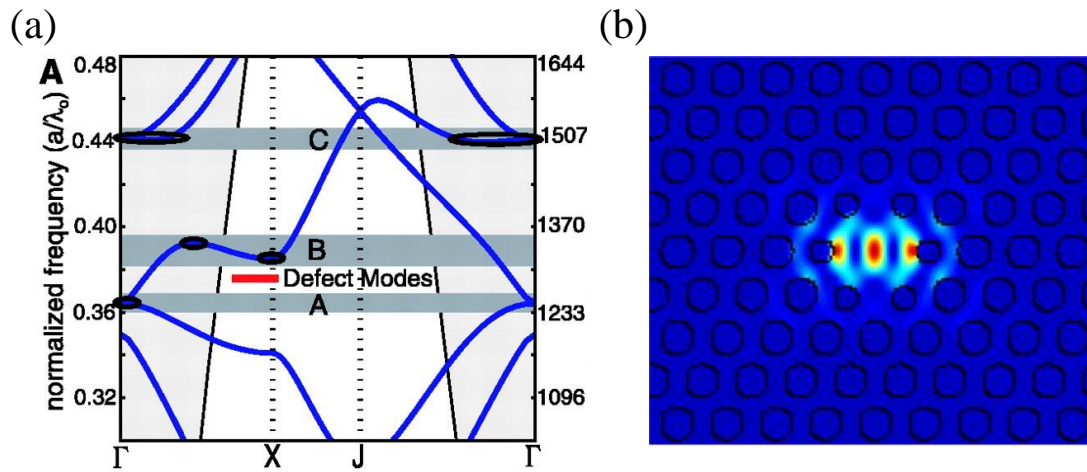 (a)
(b)
A
normalized frequency (a/λ₀)
0.48
0.44
0.40
0.36
0.32
1644
1507
1370
1233
1096
C
B
Defect Modes
A
Γ X J Γ